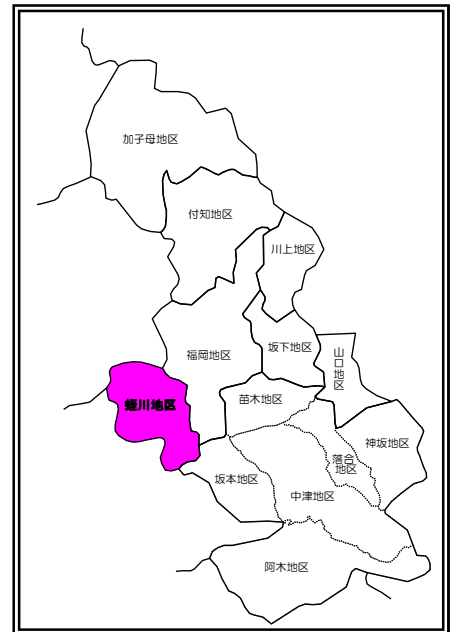 加子母地区
付知地区
川上地区
福岡地区
坂下地区
山口地区
蛭川地区
苗木地区
神坂地区
落合
地区
坂本地区
中津地区
阿木地区